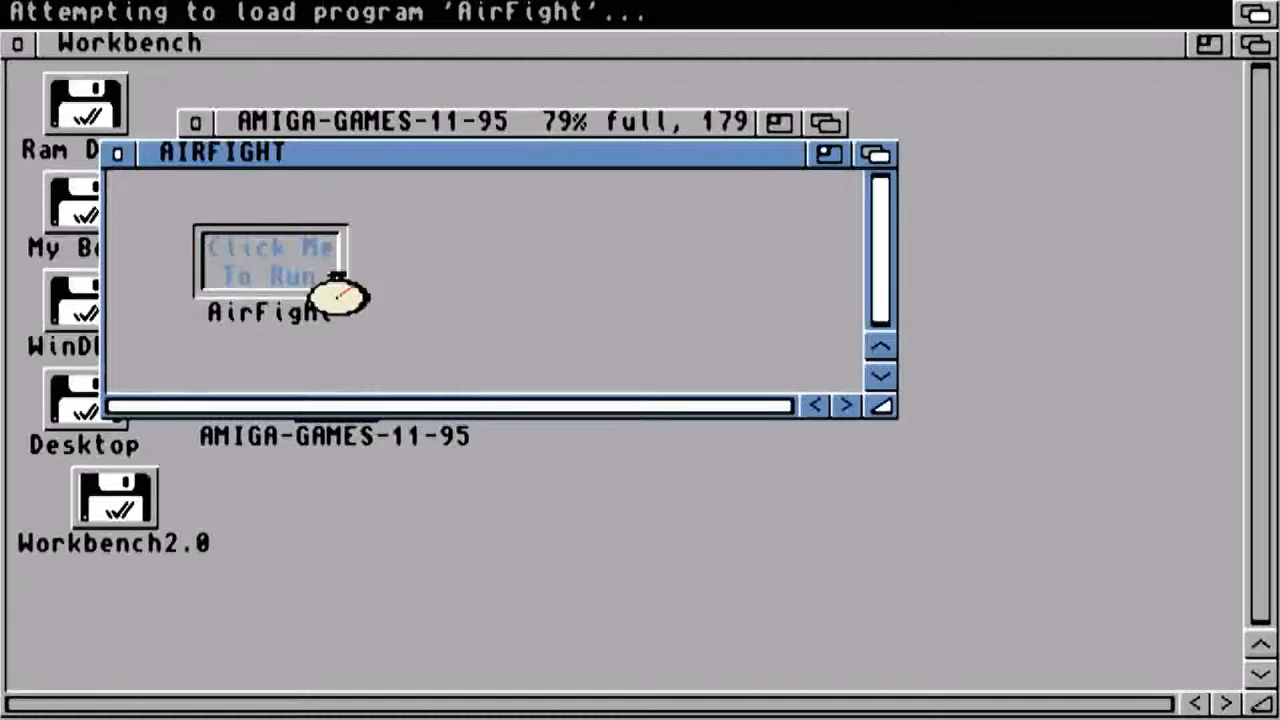 Attempting to load program 'AirFight'...
Workbench
AMIGA-GAMES-11-95 79% full, 179
Ram D
AIRFIGHT
My B
Click Me
To Run
AirFight
WinD
Desktop
AMIGA-GAMES-11-95
Workbench2.0